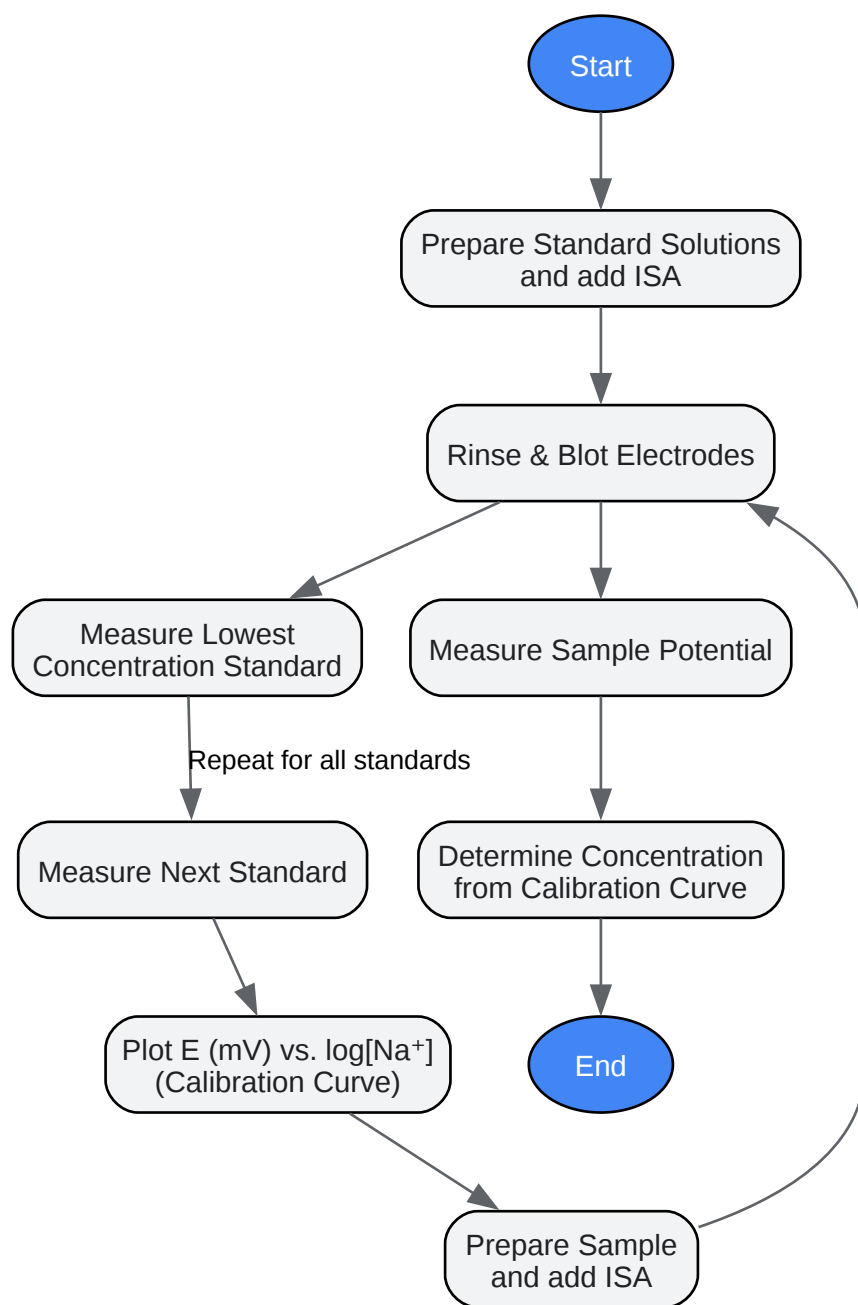 Start
Prepare Standard Solutions
and add ISA
Rinse & Blot Electrodes
Measure Lowest
Concentration Standard
Measure Sample Potential
Repeat for all standards
Measure Next Standard
Determine Concentration
from Calibration Curve
Plot E (mV) vs. log[Na⁺]
(Calibration Curve)
End
Prepare Sample
and add ISA